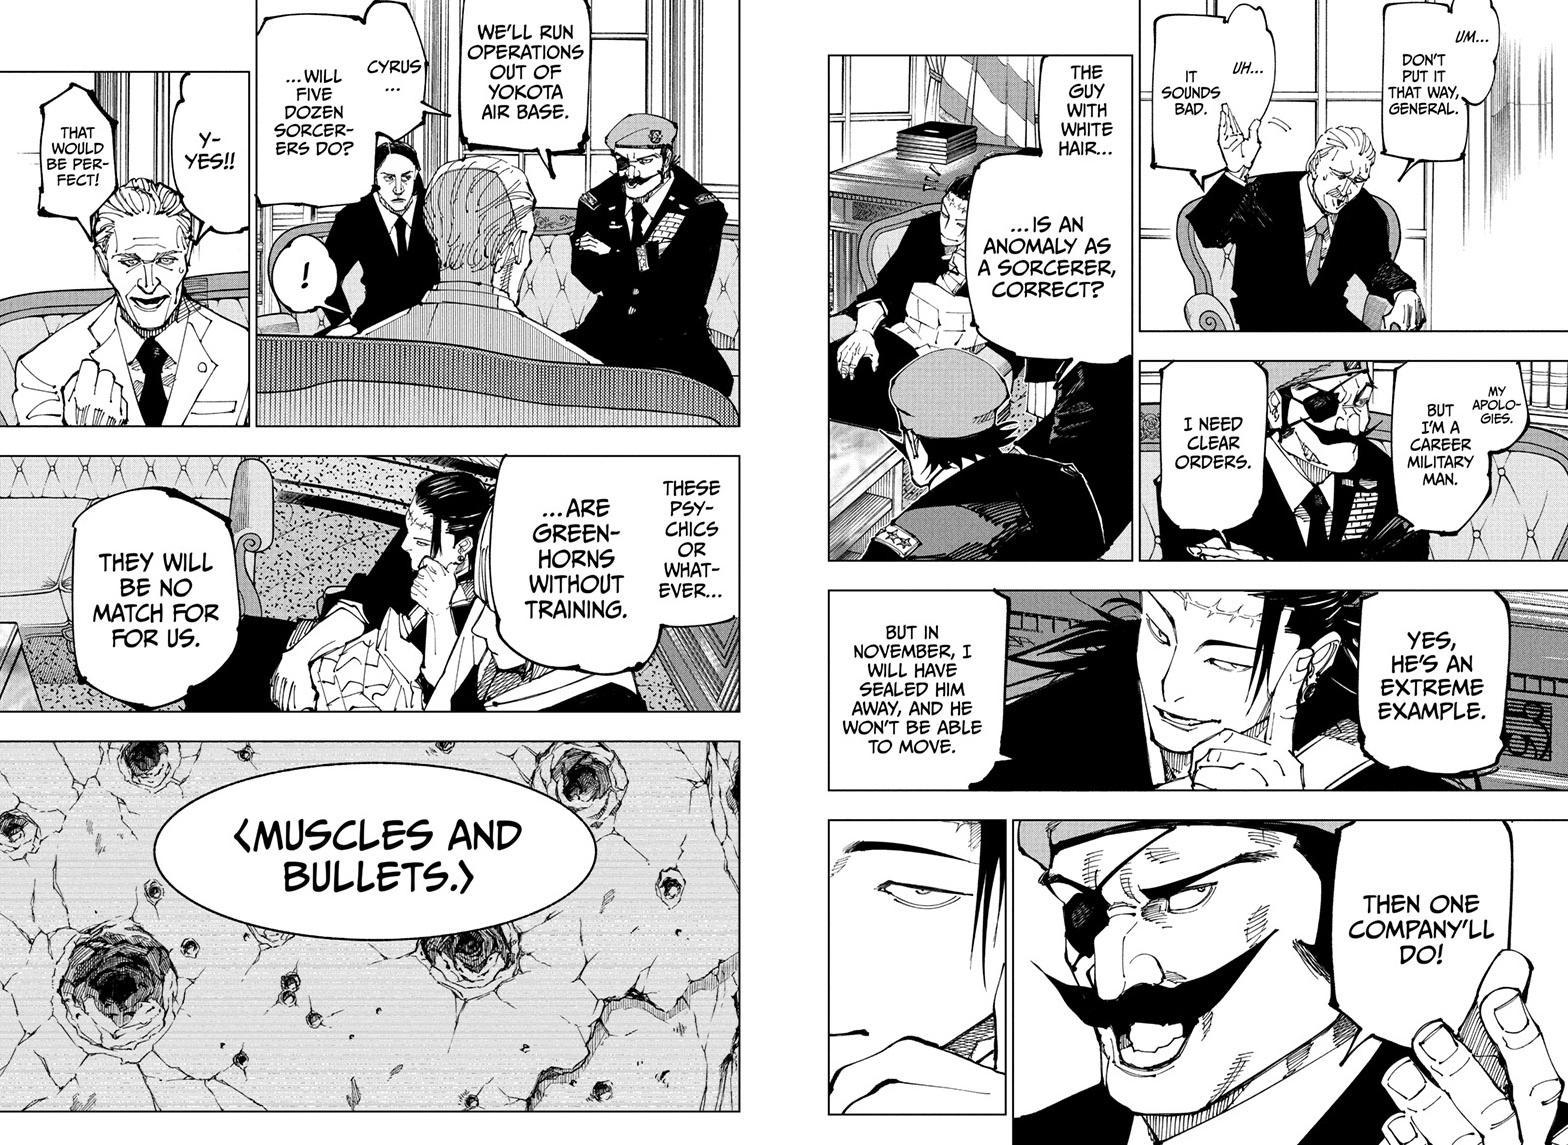 UM...
DON'T
PUT IT
THAT WAY,
GENERAL.
UH...
IT
SOUNDS
BAD.
MY
APOLO-
GIES.
BUT
I'M A
CAREER
MILITARY
MAN.
I NEED
CLEAR
ORDERS.
THE
GUY
WITH
WHITE
HAIR...
...IS AN
ANOMALY AS
A SORCERER,
CORRECT?
YES,
HE'S AN
EXTREME
EXAMPLE.
BUT IN
NOVEMBER, I
WILL HAVE
SEALED HIM
AWAY, AND HE
WON'T BE ABLE
TO MOVE.
THEN ONE
COMPANY'LL
DO!
WE'LL RUN
OPERATIONS
OUT OF
YOKOTA
AIR BASE.
CYRUS
...
...WILL
FIVE
DOZEN
SORCER-
ERS DO?
!
Y-
YES!!
THAT
WOULD
BE PER-
FECT!
THESE
PSY-
CHICS
OR
WHAT-
EVER...
...ARE
GREEN-
HORNS
WITHOUT
TRAINING.
THEY WILL
BE NO
MATCH FOR
FOR US.
<MUSCLES AND
BULLETS.>